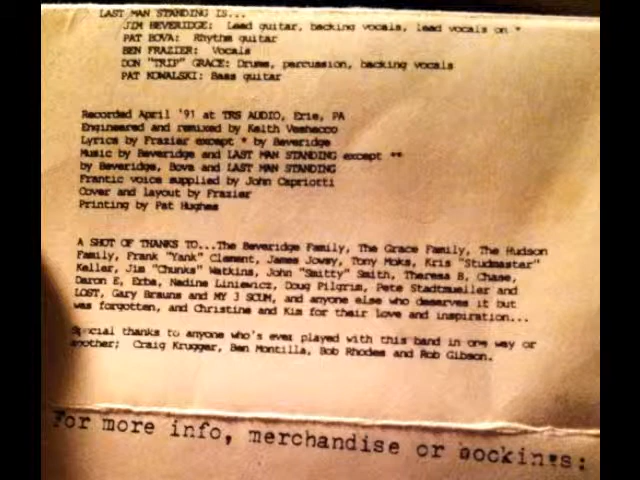 LAST MAN STANDING IS...
JIM BEVERIDGE: Lead guitar, backing vocals, lead vocals on *
PAT BOVA: Rhythm guitar
BEN FRAZIER: Vocals
DON "TRIP" GRACE: Drums, percussion, backing vocals
PAT KOWALSKI: Bass guitar
Recorded April '91 at TRS AUDIO, Erie, PA
Engineered and remixed by Keith Veshecco
Lyrics by Frazier except * by Beveridge
Music by Beveridge and LAST MAN STANDING except **
by Beveridge, Bova and LAST MAN STANDING
Frantic voice supplied by John Capriotti
Cover and layout by Frazier
Printing by Pat Hughes
A SHOT OF THANKS TO...The Beveridge Family, The Grace Family, The Hudson
Family, Frank "Yank" Clement, James Jovey, Tony Moks, Kris "Studmaster"
Keller, Jim "Chunks" Watkins, John "Smitty" Smith, Theresa B, Chase,
Daron E, Erba, Nadine Liniewicz, Doug Pilgrim, Pete Stadtmueller and
LOST, Gary Brauns and MY 3 SCUM, and anyone else who deserves it but
was forgotten, and Christine and Kim for their love and inspiration...
Special thanks to anyone who's ever played with this band in one way or
another; Craig Krugger, Ben Montilla, Bob Rhodes and Rob Gibson.
For more info, merchandise or bookings: